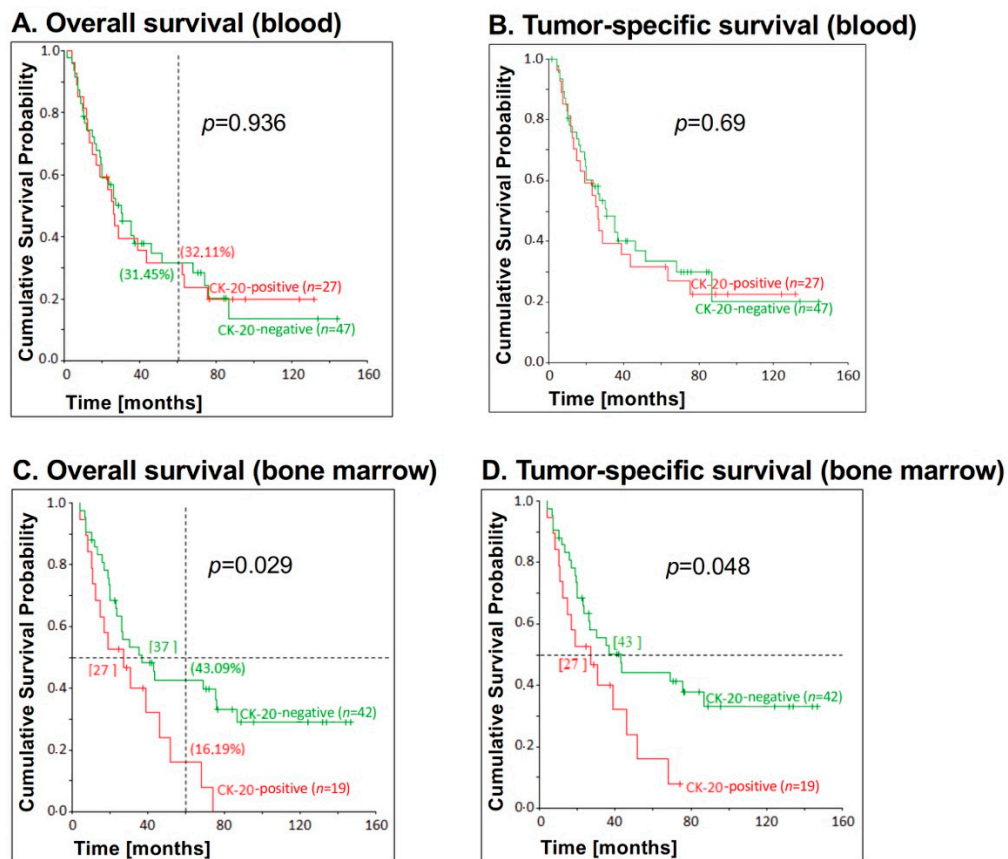 A. Overall survival (blood)
Cumulative Survival Probability
1.0
0.8
0.6
0.4
0.2
0.0
p=0.936
(32.11%)
(31.45%)
CK-20-positive (n=27)
CK-20-negative (n=47)
0 40 80 120 160
Time [months]
B. Tumor-specific survival (blood)
Cumulative Survival Probability
1.0
0.8
0.6
0.4
0.2
0.0
p=0.69
CK-20-positive (n=27)
CK-20-negative (n=47)
0 40 80 120 160
Time [months]
C. Overall survival (bone marrow)
Cumulative Survival Probability
1.0
0.8
0.6
0.4
0.2
0.0
p=0.029
[37]
[27]
(43.09%)
CK-20-negative (n=42)
(16.19%)
CK-20-positive (n=19)
0 40 80 120 160
Time [months]
D. Tumor-specific survival (bone marrow)
Cumulative Survival Probability
1.0
0.8
0.6
0.4
0.2
0.0
p=0.048
[43]
[27]
CK-20-negative (n=42)
CK-20-positive (n=19)
0 40 80 120 160
Time [months]